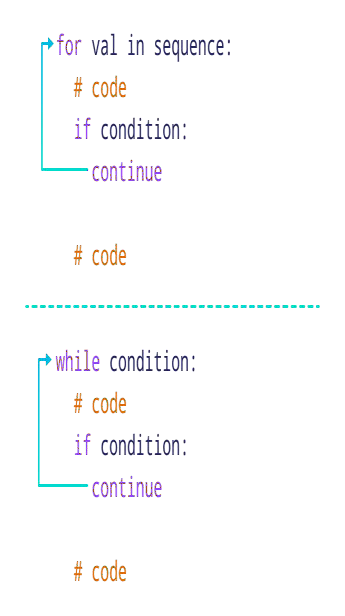 for val in sequence:
# code
if condition:
continue
# code
while condition:
# code
if condition:
continue
# code